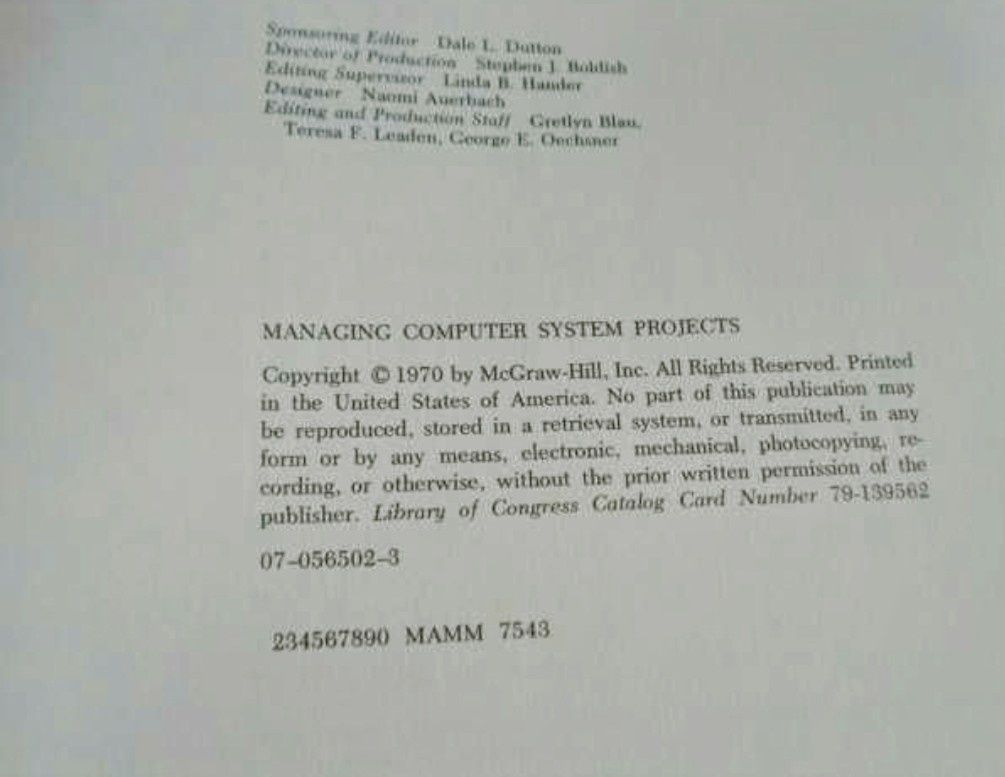 Sponsoring Editor Dale L. Dutton
Director of Production Stephen J. Boldish
Editing Supervisor Linda B. Hander
Designer Naomi Auerbach
Editing and Production Staff Gretlyn Blau,
Teresa F. Leaden, George E. Oechsner
MANAGING COMPUTER SYSTEM PROJECTS
Copyright © 1970 by McGraw-Hill, Inc. All Rights Reserved. Printed
in the United States of America. No part of this publication may
be reproduced, stored in a retrieval system, or transmitted, in any
form or by any means, electronic, mechanical, photocopying, re-
cording, or otherwise, without the prior written permission of the
publisher. Library of Congress Catalog Card Number 79-139562
07-056502-3
234567890 MAMM 7543